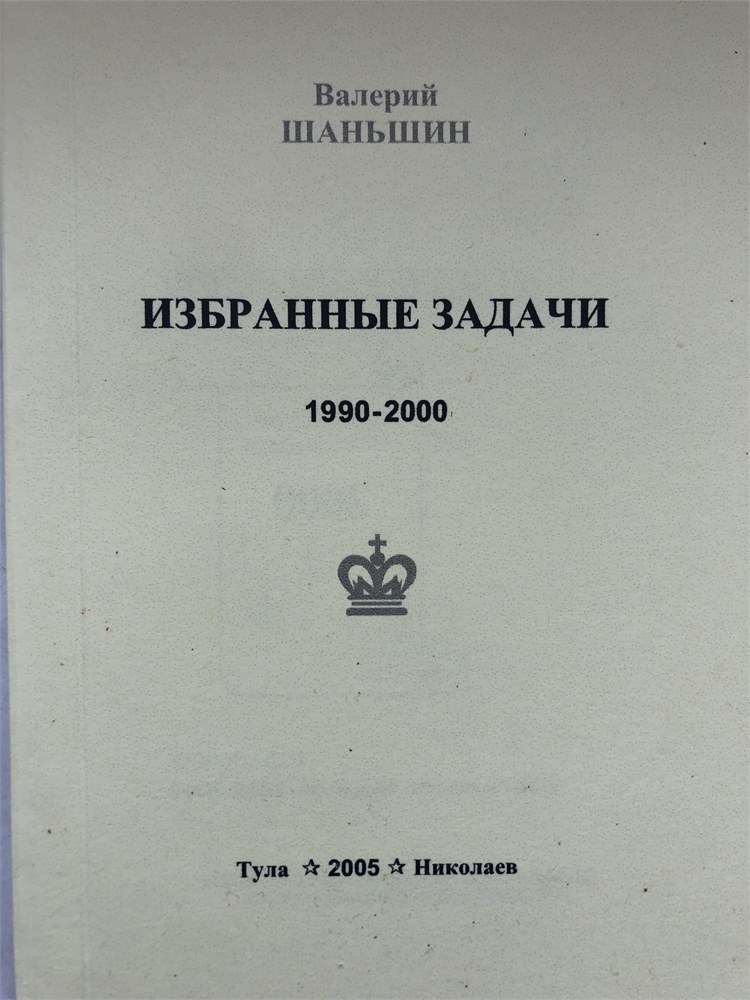 Валерий
ШАНЬШИН
ИЗБРАННЫЕ ЗАДАЧИ
1990-2000
Тула ☆ 2005 ☆ Николаев